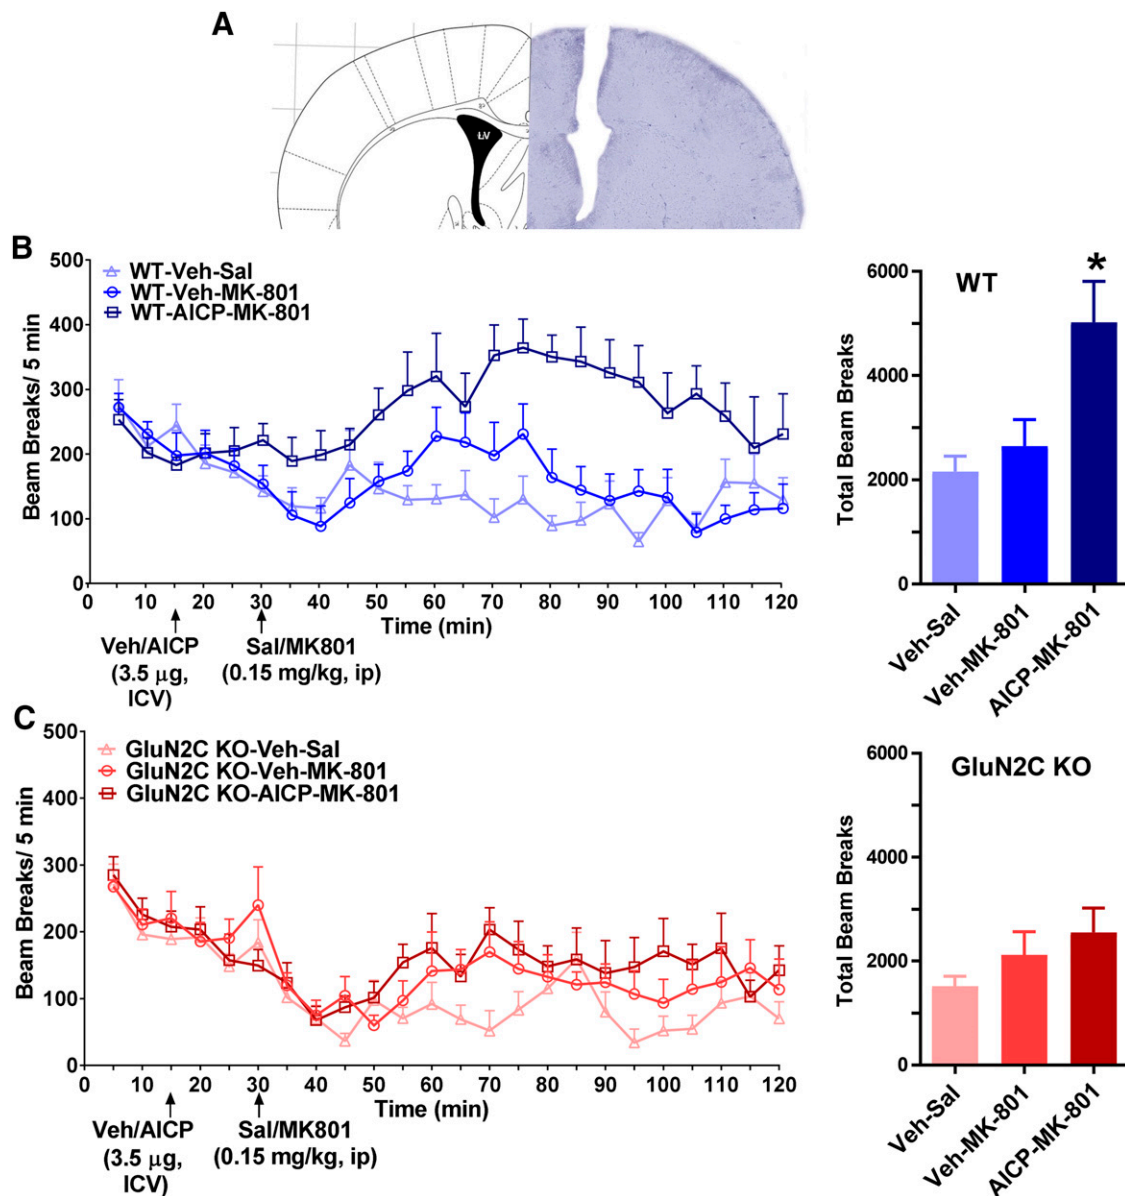 A
LV
B
500
400
300
200
100
0
Beam Breaks/ 5 min
WT-Veh-Sal
WT-Veh-MK-801
WT-AICP-MK-801
0 10 20 30 40 50 60 70 80 90 100 110 120
Time (min)
Veh/AICP
(3.5 μg,
ICV)
Sal/MK801
(0.15 mg/kg, ip)
6000
4000
2000
0
Total Beam Breaks
WT
*
Veh-Sal
Veh-MK-801
AICP-MK-801
C
500
400
300
200
100
0
Beam Breaks/ 5 min
GluN2C KO-Veh-Sal
GluN2C KO-Veh-MK-801
GluN2C KO-AICP-MK-801
0 10 20 30 40 50 60 70 80 90 100 110 120
Time (min)
Veh/AICP
(3.5 μg,
ICV)
Sal/MK801
(0.15 mg/kg, ip)
6000
4000
2000
0
Total Beam Breaks
GluN2C KO
Veh-Sal
Veh-MK-801
AICP-MK-801